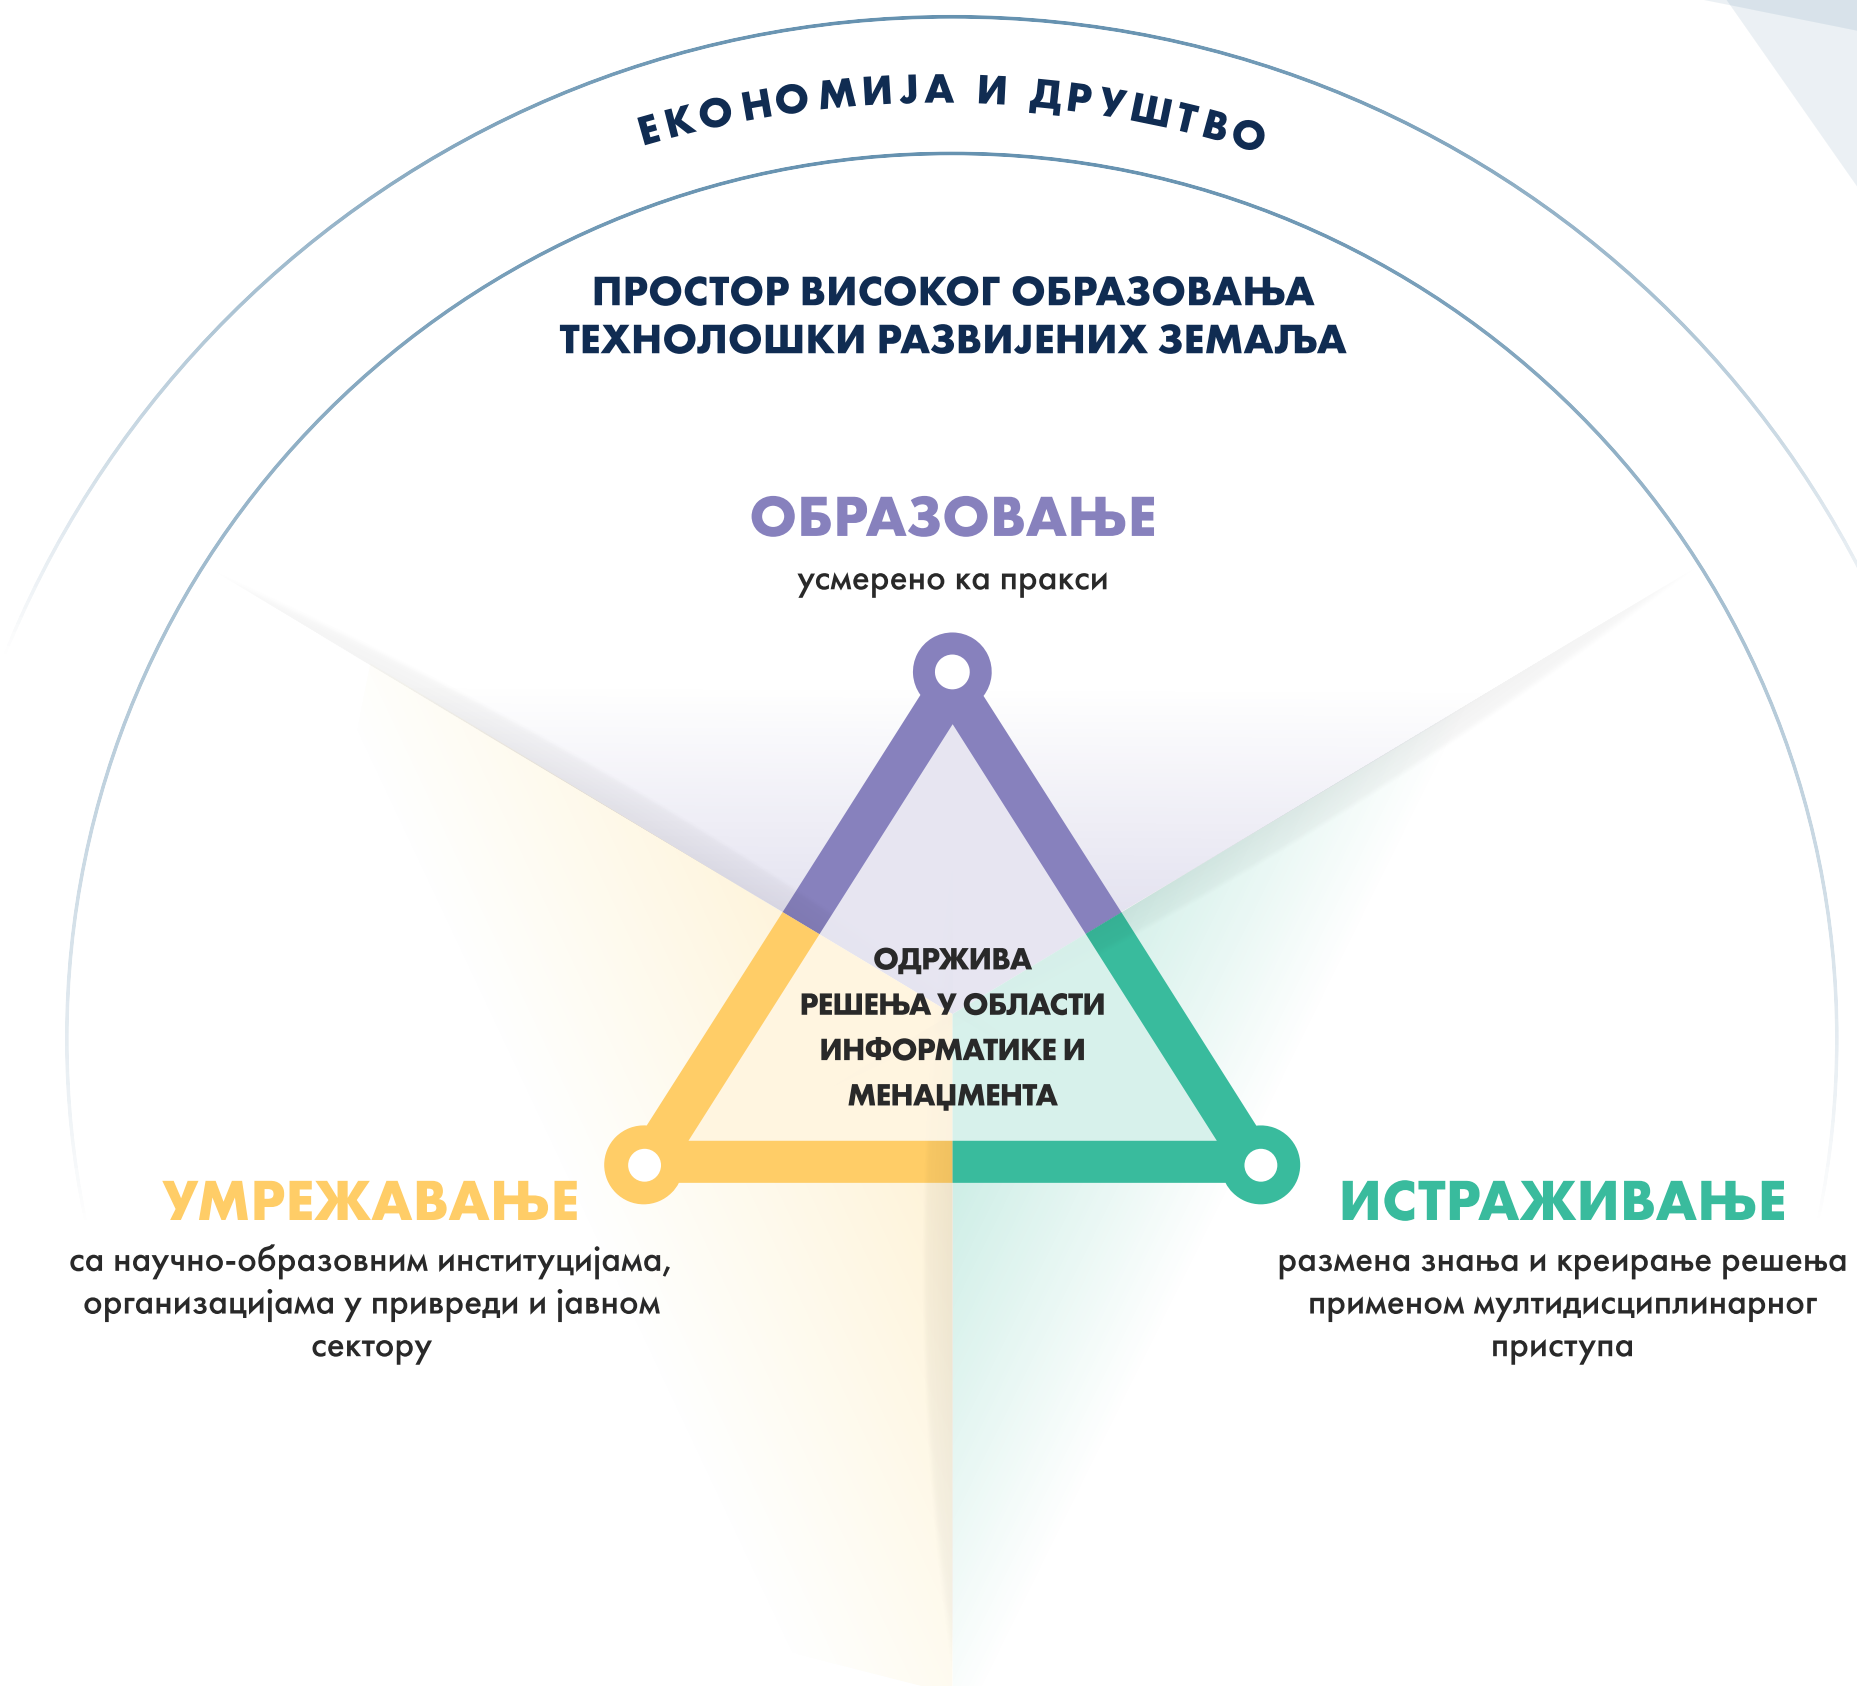 ЕКОНОМИЈА И ДРУШТВО
ПРОСТОР ВИСОКОГ ОБРАЗОВАЊА
ТЕХНОЛОШКИ РАЗВИЈЕНИХ ЗЕМАЉА
ОБРАЗОВАЊЕ
усмерено ка пракси
ОДРЖИВА
РЕШЕЊА У ОБЛАСТИ
ИНФОРМАТИКЕ И
МЕНАЏМЕНТА
УМРЕЖАВАЊЕ
са научно-образовним институцијама,
организацијама у привреди и јавном
сектору
ИСТРАЖИВАЊЕ
размена знања и креирање решења
применом мултидисциплинарног
приступа